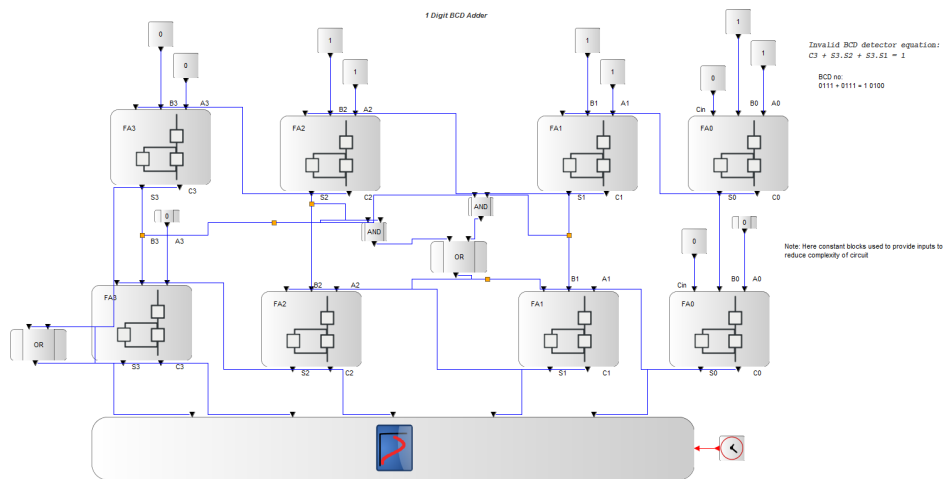 1 Digit BCD Adder
0
1
1
1
Invalid BCD detector equation:
C3 + S3.S2 + S3.S1 = 1
0
1
1
0
1
BCD no:
0111 + 0111 = 1 0100
B3 A3
B2 A2
B1 A1
Cin B0 A0
FA3
FA2
FA1
FA0
S3 C3
S2 C2
S1 C1
S0 C0
0
AND
AND
0
0
B3 A3
OR
Note: Here constant blocks used to provide inputs to
reduce complexity of circuit
B2 A2
B1 A1
Cin B0 A0
FA3
FA2
FA1
FA0
OR
S3 C3
S2 C2
S1 C1
S0 C0